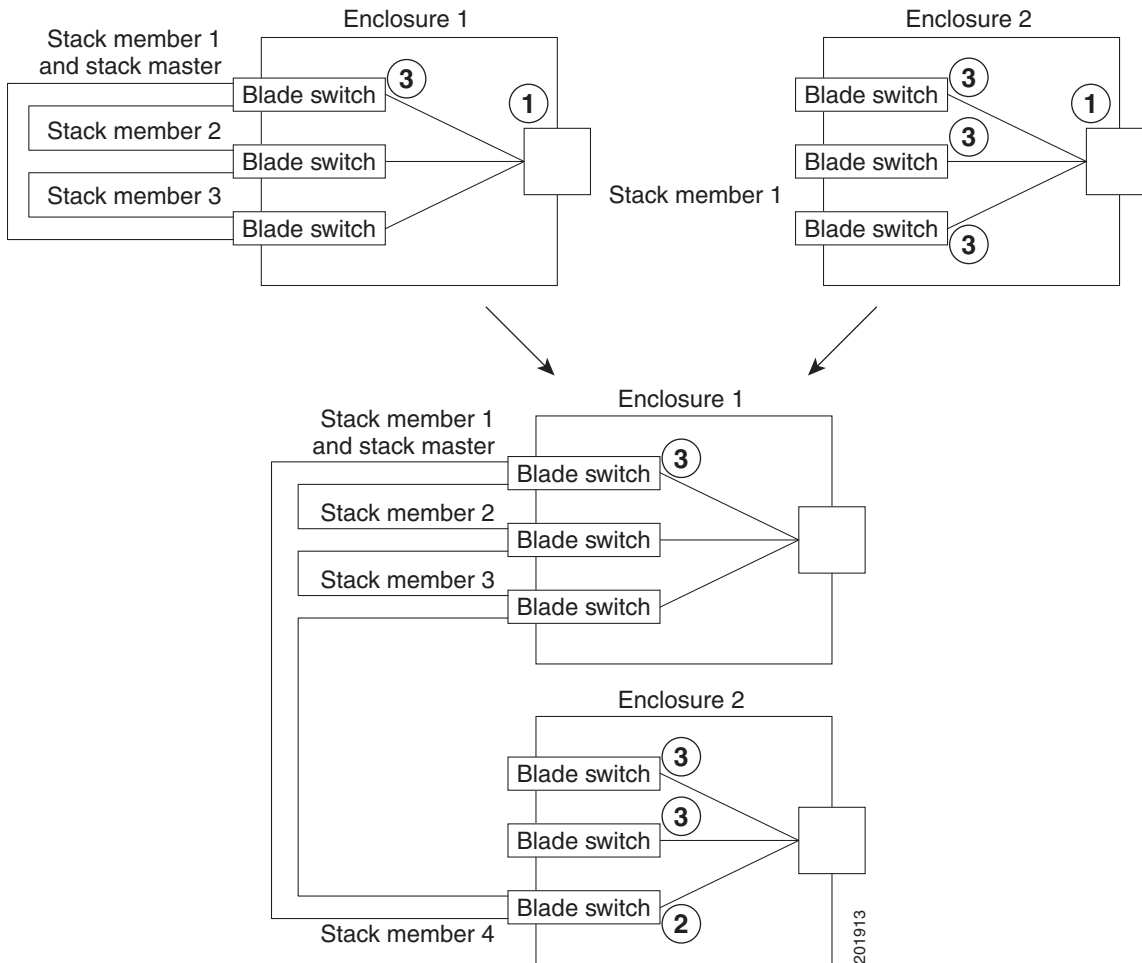 Enclosure 1
Stack member 1
and stack master
3
1
Blade switch
Stack member 2
Blade switch
Stack member 3
Blade switch
Enclosure 2
3
1
Blade switch
3
Blade switch
Stack member 1
Blade switch
3
Enclosure 1
Stack member 1
and stack master
3
Blade switch
Stack member 2
Blade switch
Stack member 3
Blade switch
Enclosure 2
3
Blade switch
3
Blade switch
Blade switch
2
Stack member 4
201913